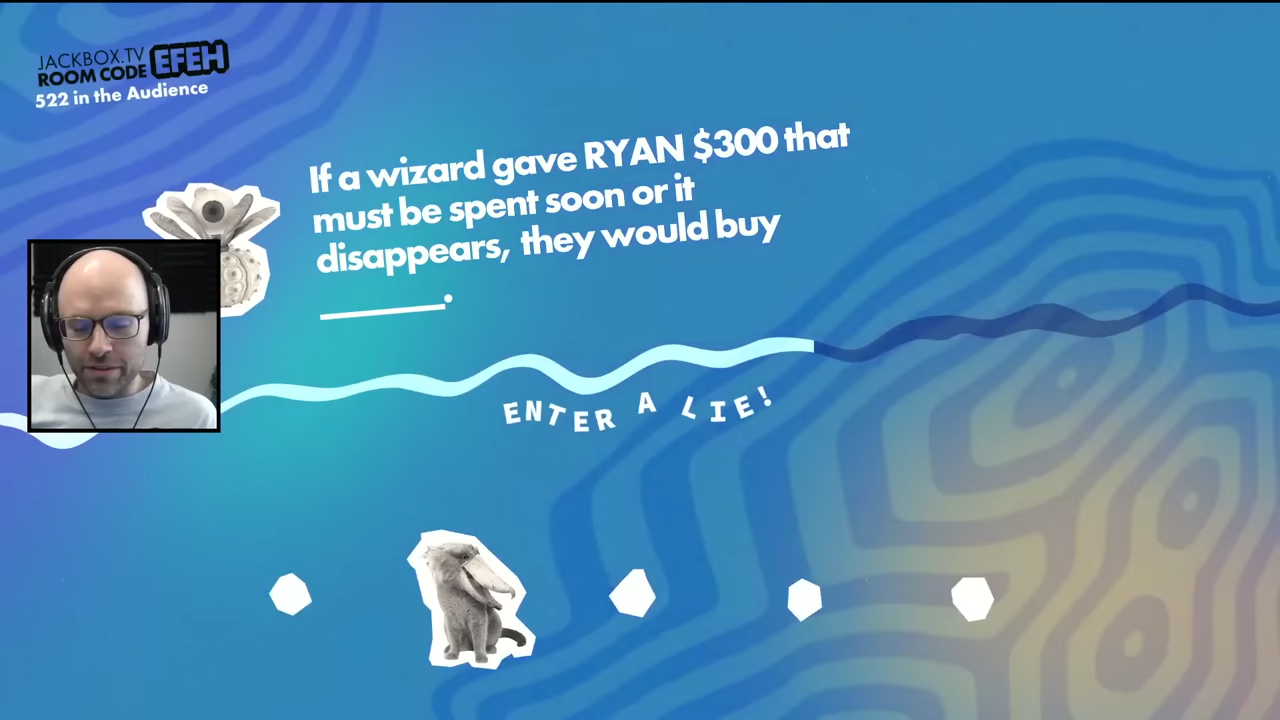 JACKBOX.TV
ROOM CODE EFEH
522 in the Audience
If a wizard gave RYAN $300 that
must be spent soon or it
disappears, they would buy
________.
ENTER A LIE!